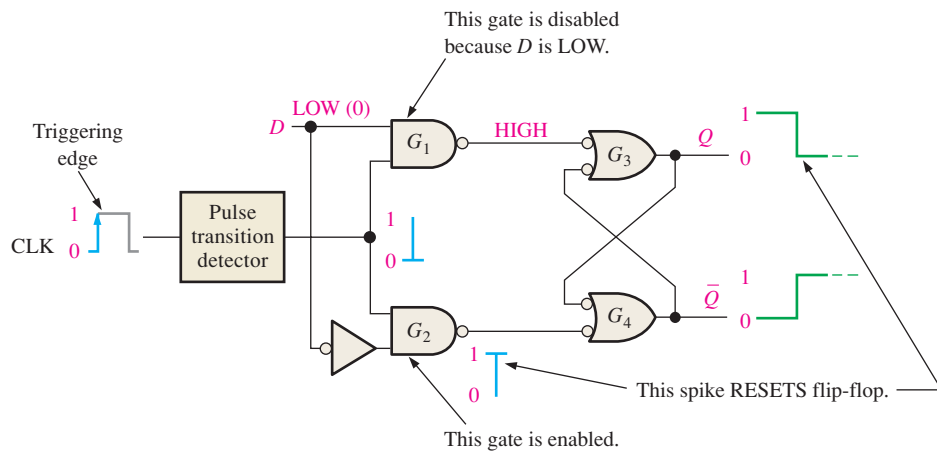 This gate is disabled
because D is LOW.
LOW (0)
D
HIGH
G1
G3
Q
1
0
Triggering
edge
1
0
CLK
Pulse
transition
detector
1
0
G2
G4
Q̄
1
0
1
0
This spike RESETS flip-flop.
This gate is enabled.